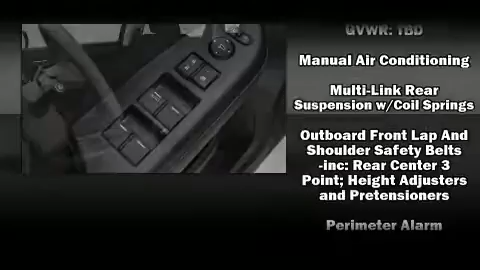 GVWR: TBD
Manual Air Conditioning
Multi-Link Rear
Suspension w/Coil Springs
Outboard Front Lap And
Shoulder Safety Belts
-inc: Rear Center 3
Point; Height Adjusters
and Pretensioners
Perimeter Alarm